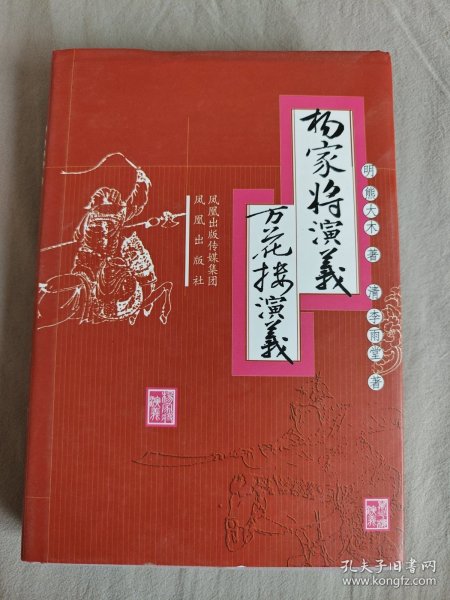 明 熊大木 著 清 李雨堂 著
杨家将演義
万花楼演義
凤凰出版传媒集团
凤凰出版社
孔夫子旧书网
www.kongfz.com